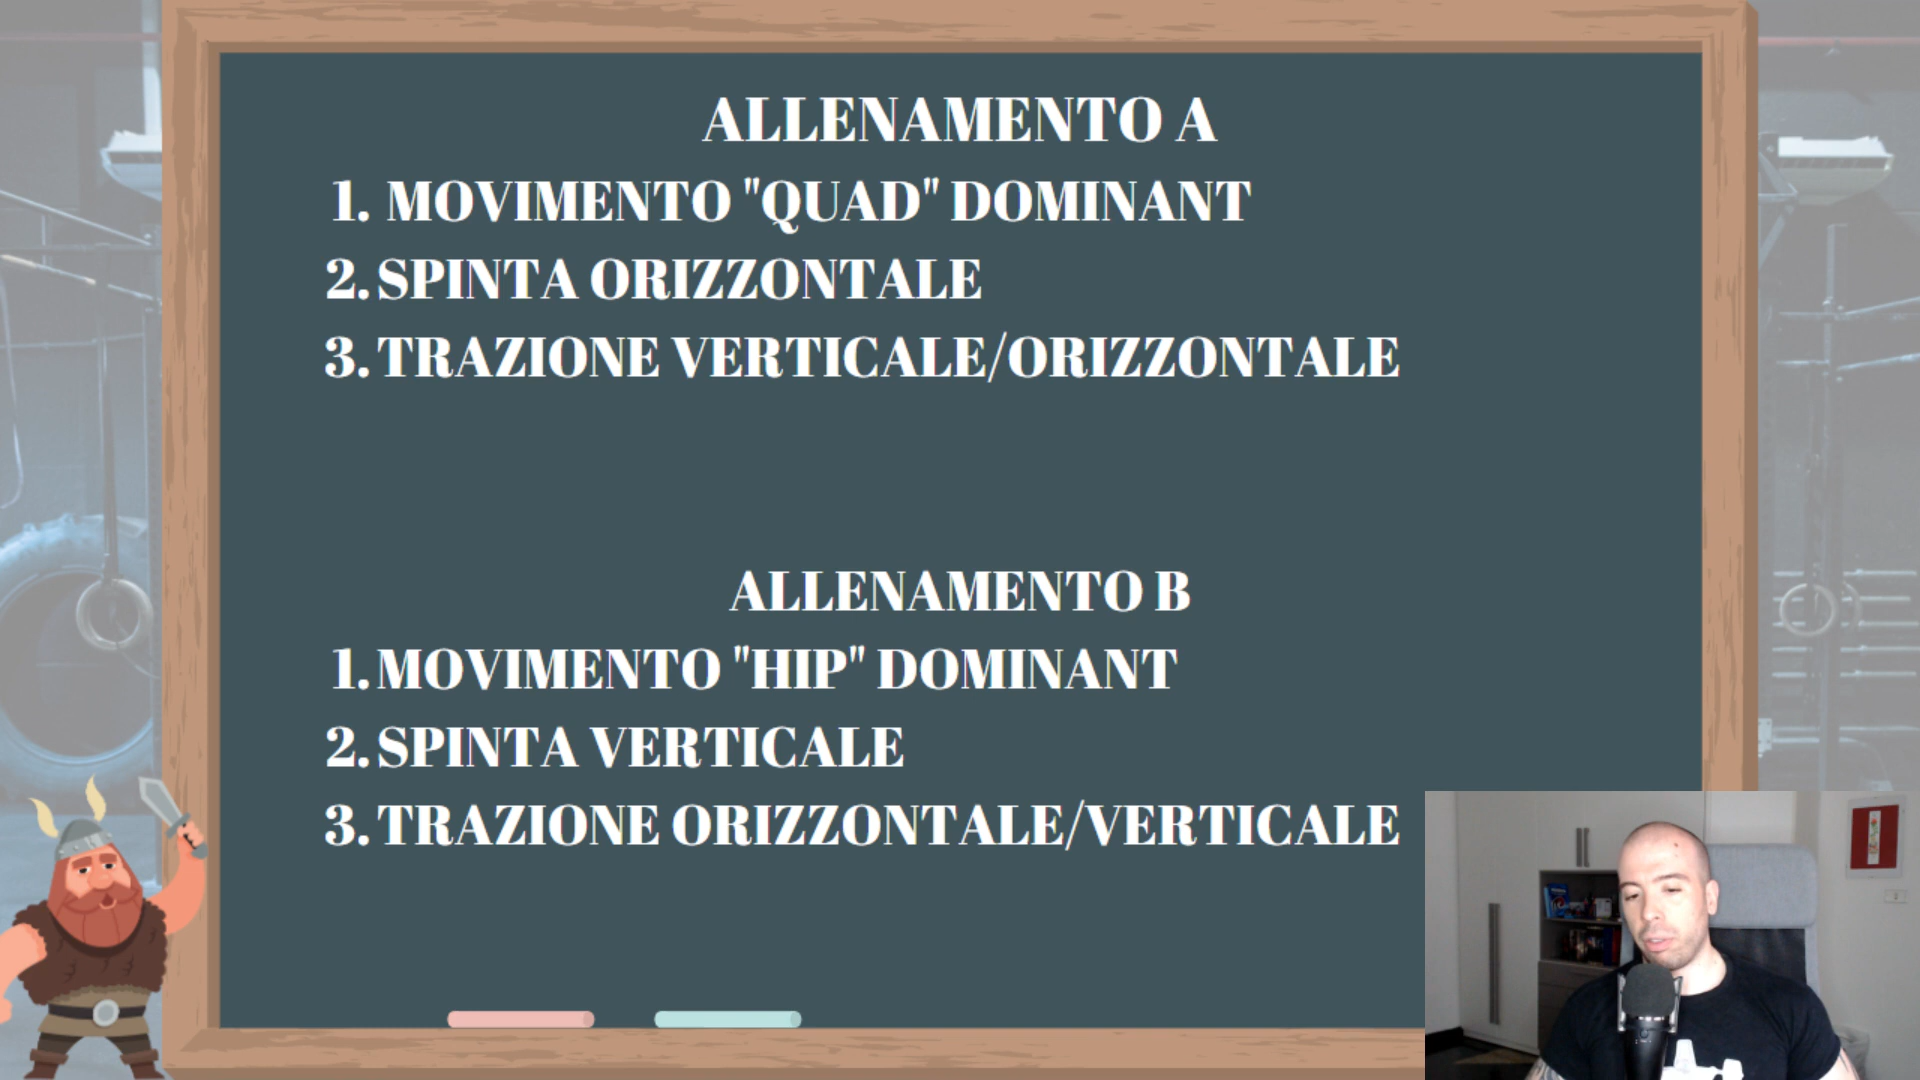 ALLENAMENTO A
1. MOVIMENTO "QUAD" DOMINANT
2. SPINTA ORIZZONTALE
3. TRAZIONE VERTICALE/ORIZZONTALE
ALLENAMENTO B
1. MOVIMENTO "HIP" DOMINANT
2. SPINTA VERTICALE
3. TRAZIONE ORIZZONTALE/VERTICALE